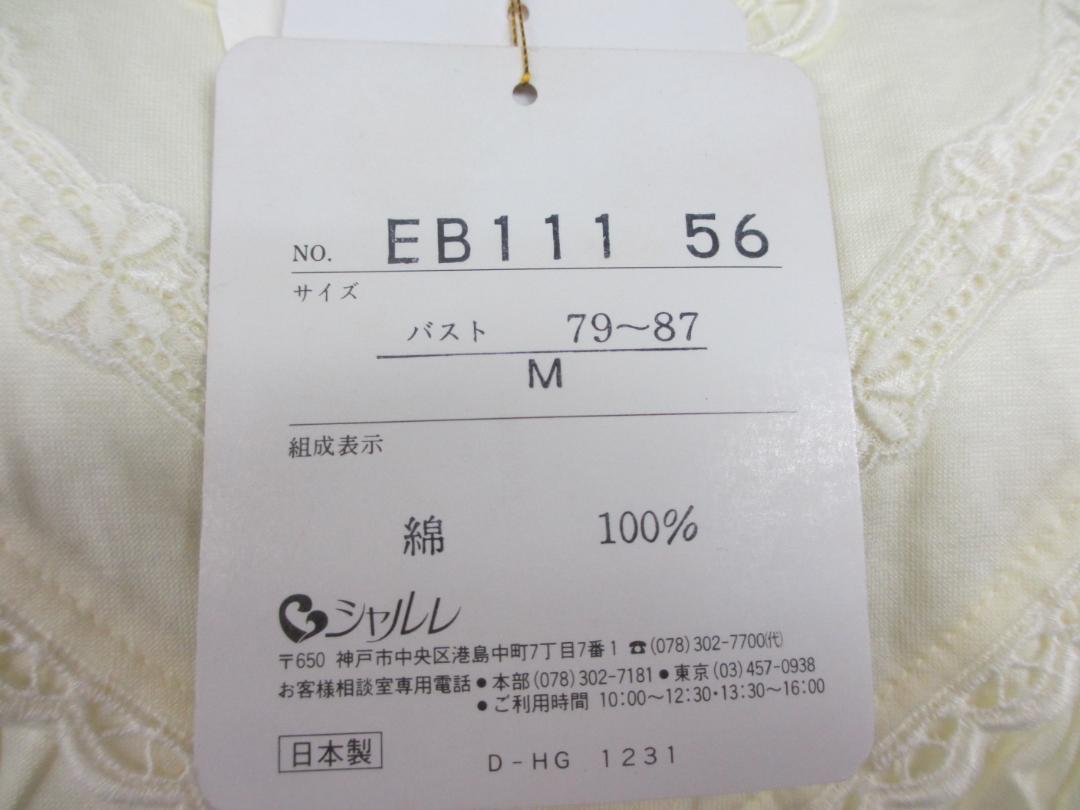 NO. EB111 56
サイズ
バスト 79〜87
M
組成表示
綿 100%
シャルレ
〒650 神戸市中央区港島中町7丁目7番1 ☎(078)302-7700㈹
お客様相談室専用電話●本部(078)302-7181●東京(03)457-0938
●ご利用時間 10:00〜12:30・13:30〜16:00
日本製 D-HG 1231